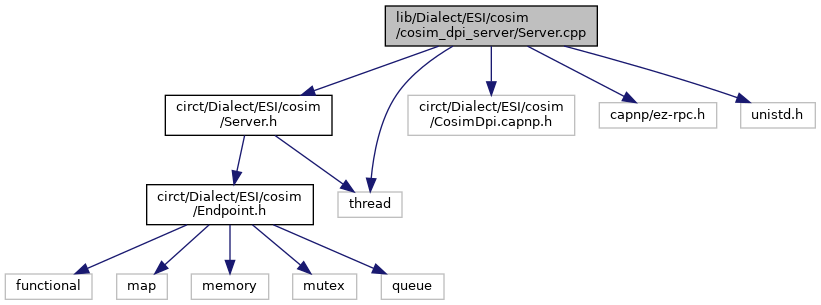 lib/Dialect/ESI/cosim
/cosim_dpi_server/Server.cpp
circt/Dialect/ESI/cosim
/Server.h
circt/Dialect/ESI/cosim
/CosimDpi.capnp.h
capnp/ez-rpc.h
unistd.h
circt/Dialect/ESI/cosim
/Endpoint.h
thread
functional
map
memory
mutex
queue